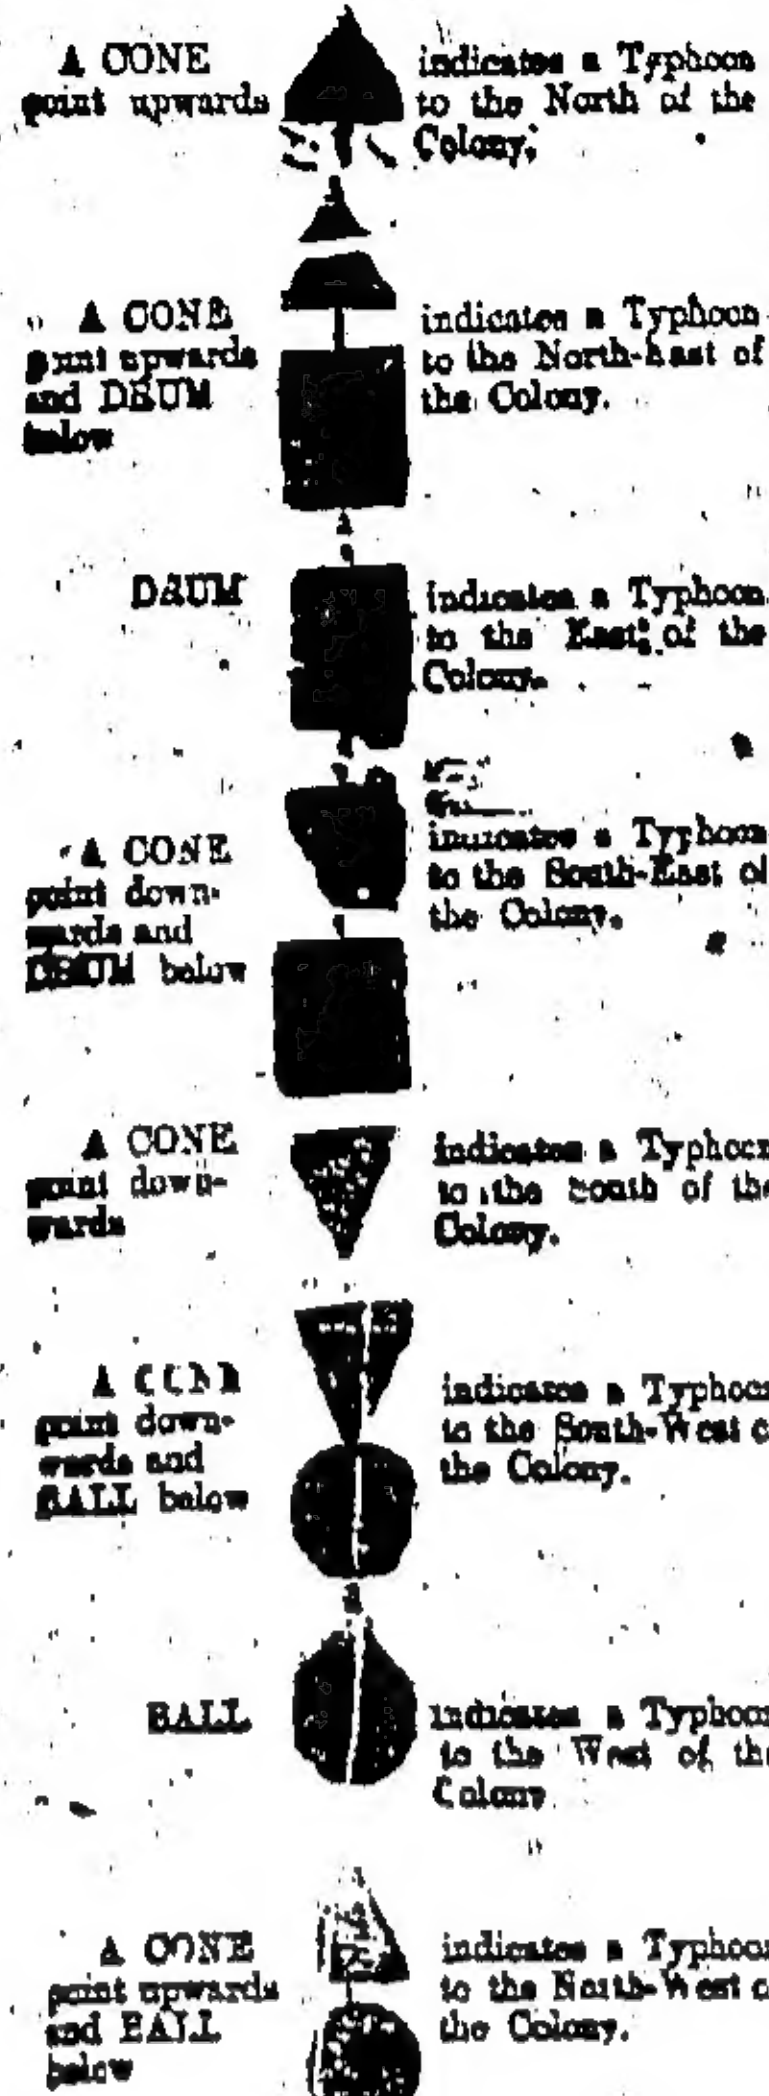 A CONE
point upwards
indicates a Typhoon
to the North of the
Colony.
A CONE
point upwards
and DRUM
below
indicates a Typhoon
to the North-East of
the Colony.
DRUM
indicates a Typhoon
to the East of the
Colony.
A CONE
point down-
wards and
DRUM below
indicates a Typhoon
to the South-East of
the Colony.
A CONE
point down-
wards
indicates a Typhoon
to the South of the
Colony.
A CONE
point down-
wards and
BALL below
indicates a Typhoon
to the South-West o
the Colony.
BALL
indicates a Typhoon
to the West of the
Colony
A CONE
point upwards
and BALL
below
indicates a Typhoon
to the North-West o
the Colony.